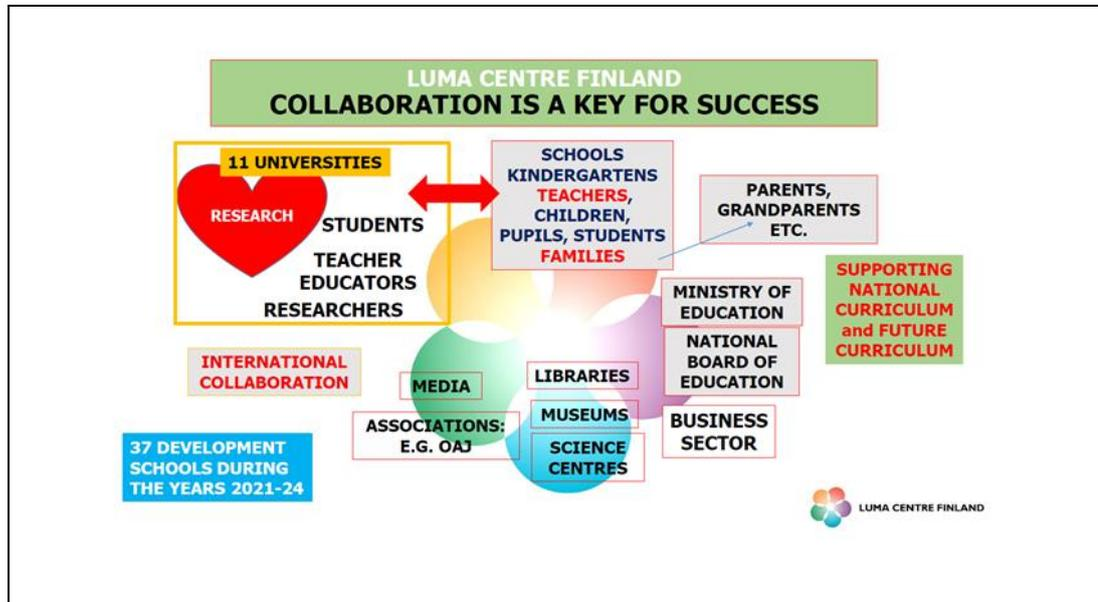 LUMA CENTRE FINLAND
COLLABORATION IS A KEY FOR SUCCESS
11 UNIVERSITIES
RESEARCH
STUDENTS
TEACHER
EDUCATORS
RESEARCHERS
SCHOOLS
KINDERGARTENS
TEACHERS,
CHILDREN,
PUPILS, STUDENTS
FAMILIES
PARENTS,
GRANDPARENTS
ETC.
SUPPORTING
NATIONAL
CURRICULUM
and FUTURE
CURRICULUM
MINISTRY OF
EDUCATION
NATIONAL
BOARD OF
EDUCATION
BUSINESS
SECTOR
INTERNATIONAL
COLLABORATION
MEDIA
LIBRARIES
MUSEUMS
ASSOCIATIONS:
E.G. OAJ
SCIENCE
CENTRES
37 DEVELOPMENT
SCHOOLS DURING
THE YEARS 2021-24
LUMA CENTRE FINLAND